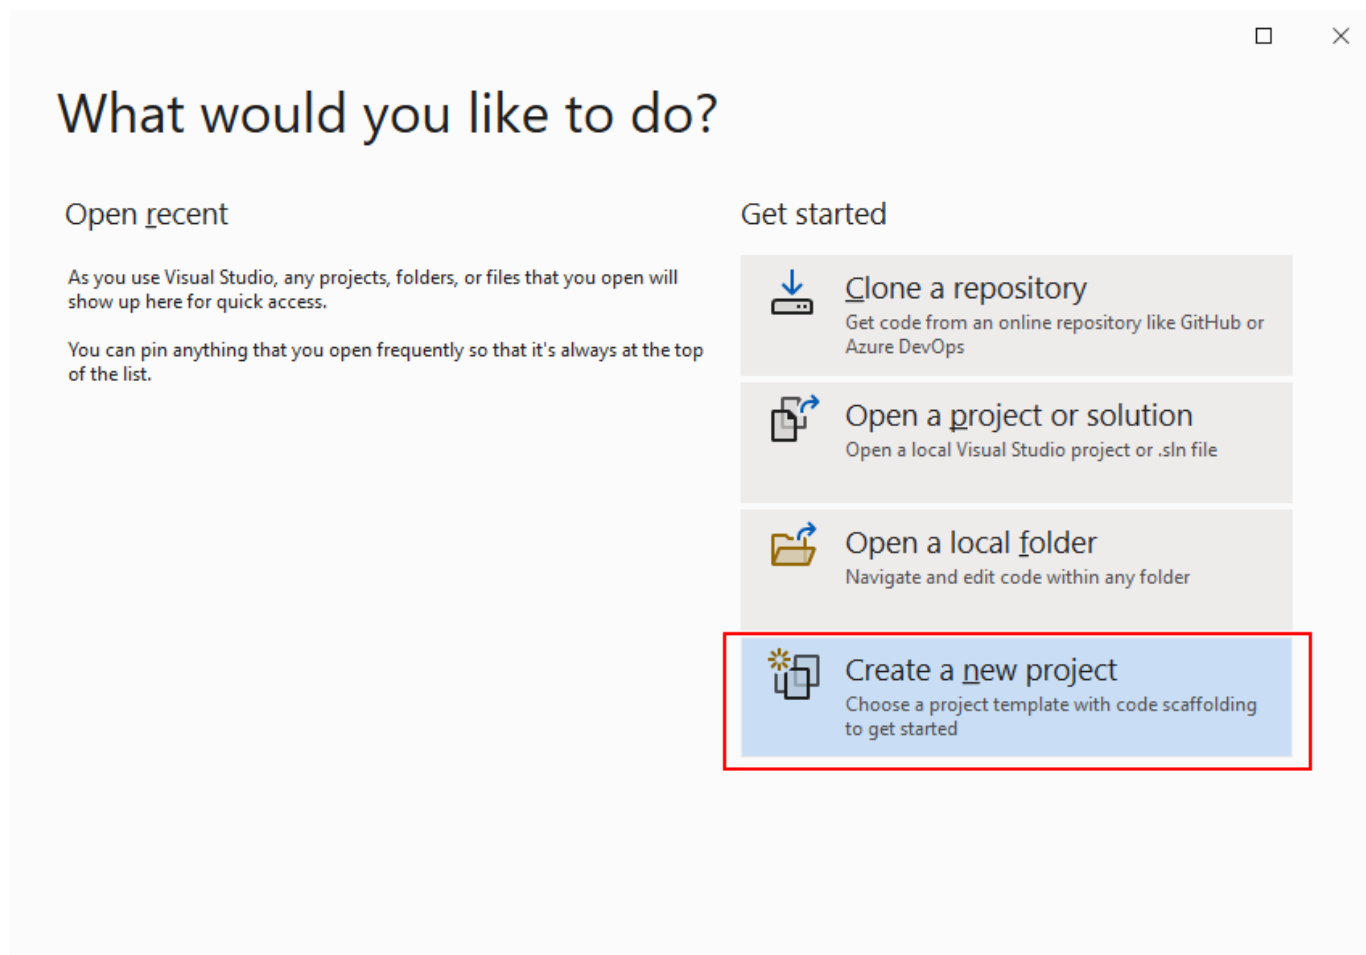 What would you like to do?
Open recent
As you use Visual Studio, any projects, folders, or files that you open will
show up here for quick access.
You can pin anything that you open frequently so that it's always at the top
of the list.
Get started
Clone a repository
Get code from an online repository like GitHub or
Azure DevOps
Open a project or solution
Open a local Visual Studio project or .sln file
Open a local folder
Navigate and edit code within any folder
Create a new project
Choose a project template with code scaffolding
to get started